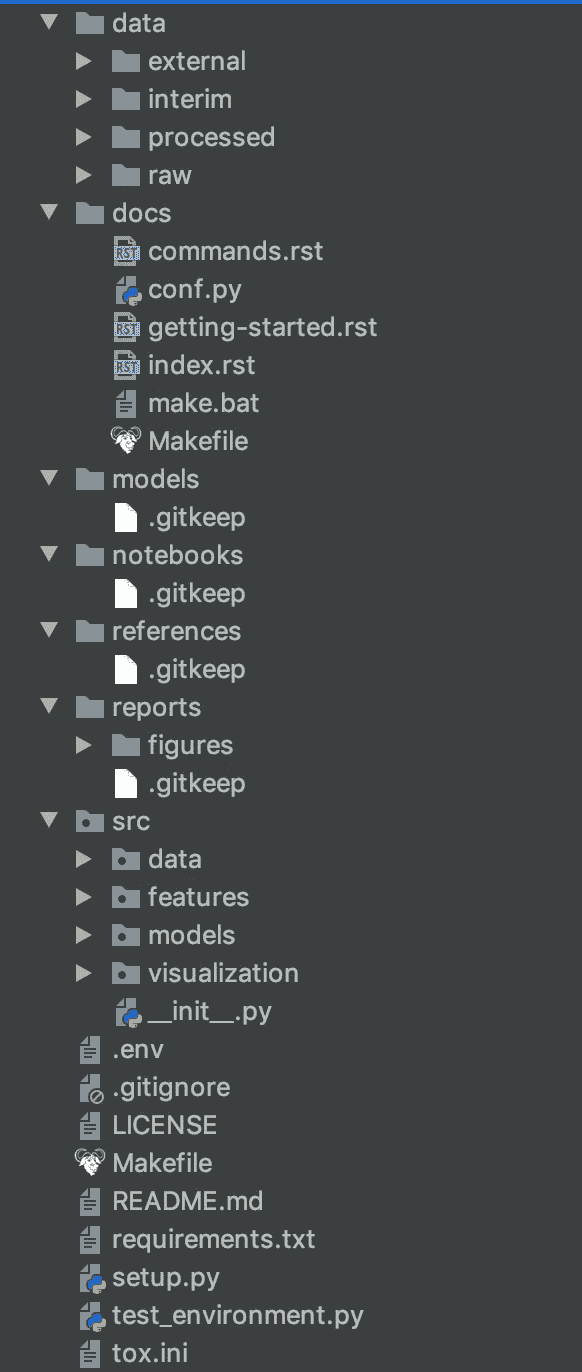 data
external
interim
processed
raw
docs
commands.rst
conf.py
getting-started.rst
index.rst
make.bat
Makefile
models
.gitkeep
notebooks
.gitkeep
references
.gitkeep
reports
figures
.gitkeep
src
data
features
models
visualization
__init__.py
.env
.gitignore
LICENSE
Makefile
README.md
requirements.txt
setup.py
test_environment.py
tox.ini